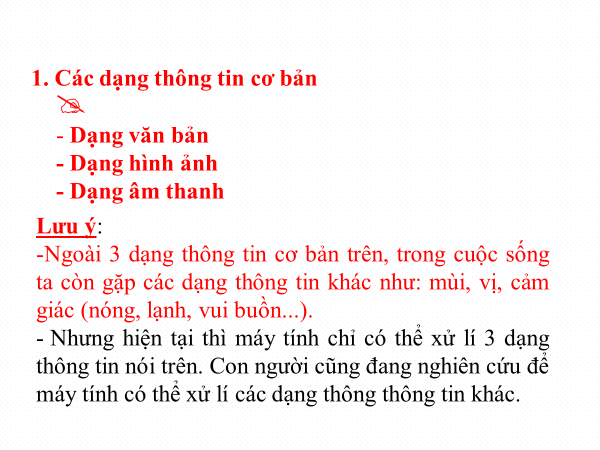 1. Các dạng thông tin cơ bản
- Dạng văn bản
- Dạng hình ảnh
- Dạng âm thanh
Lưu ý:
-Ngoài 3 dạng thông tin cơ bản trên, trong cuộc sống
ta còn gặp các dạng thông tin khác như: mùi, vị, cảm
giác (nóng, lạnh, vui buồn...).
- Nhưng hiện tại thì máy tính chỉ có thể xử lí 3 dạng
thông tin nói trên. Con người cũng đang nghiên cứu để
máy tính có thể xử lí các dạng thông thông tin khác.